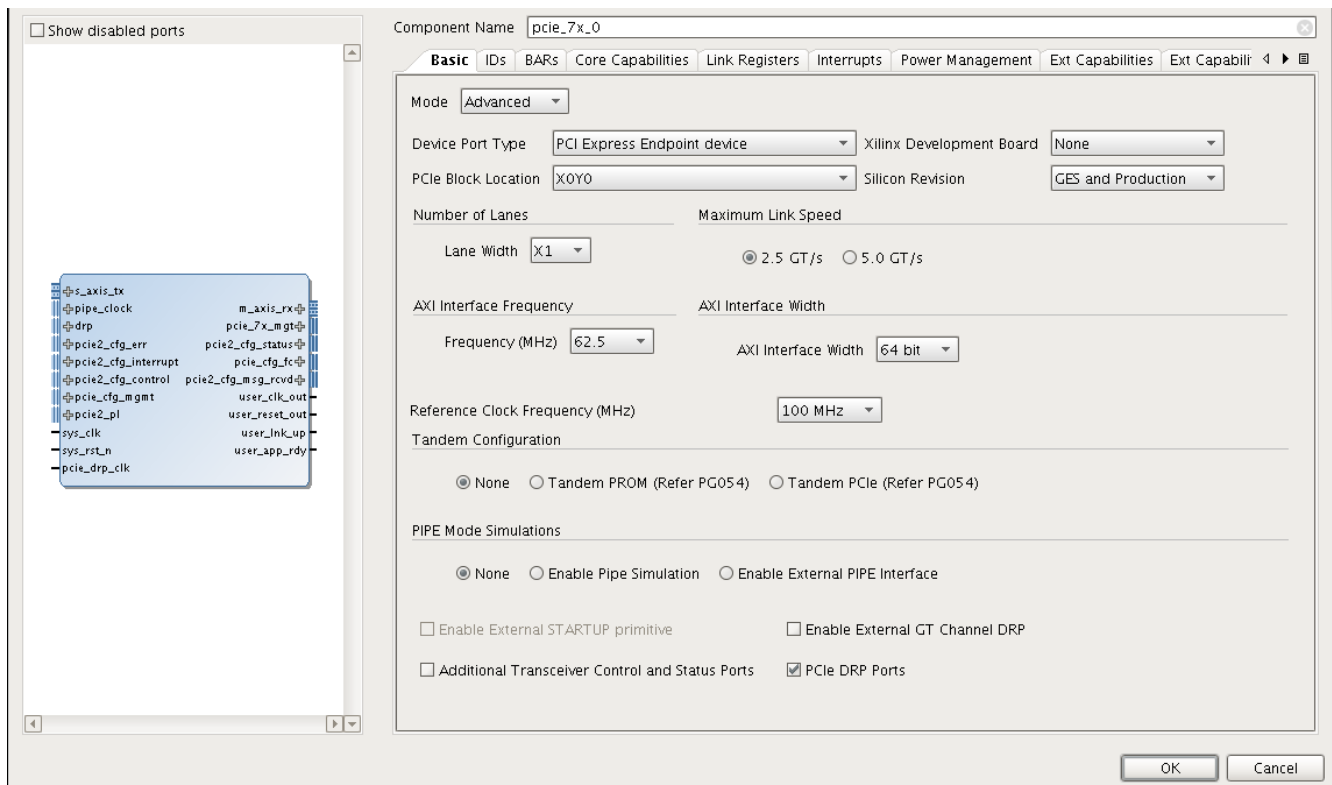 Show disabled ports
Component Name pcie_7x_0
Basic IDs BARs Core Capabilities Link Registers Interrupts Power Management Ext Capabilities Ext Capabili
Mode Advanced
Device Port Type PCI Express Endpoint device Xilinx Development Board None
PCIe Block Location X0Y0 Silicon Revision GES and Production
Number of Lanes Maximum Link Speed
Lane Width X1 2.5 GT/s 5.0 GT/s
AXI Interface Frequency AXI Interface Width
Frequency (MHz) 62.5 AXI Interface Width 64 bit
Reference Clock Frequency (MHz) 100 MHz
Tandem Configuration
None Tandem PROM (Refer PG054) Tandem PCIe (Refer PG054)
PIPE Mode Simulations
None Enable Pipe Simulation Enable External PIPE Interface
Enable External STARTUP primitive Enable External GT Channel DRP
Additional Transceiver Control and Status Ports PCIe DRP Ports
s_axis_tx
pipe_clock m_axis_rx
drp pcie_7x_mgt
pcie2_cfg_err pcie2_cfg_status
pcie2_cfg_interrupt pcie_cfg_fc
pcie2_cfg_control pcie2_cfg_msg_rcvd
pcie_cfg_mgmt user_clk_out
pcie2_pl user_reset_out
sys_clk user_lnk_up
sys_rst_n user_app_rdy
pcie_drp_clk
OK Cancel